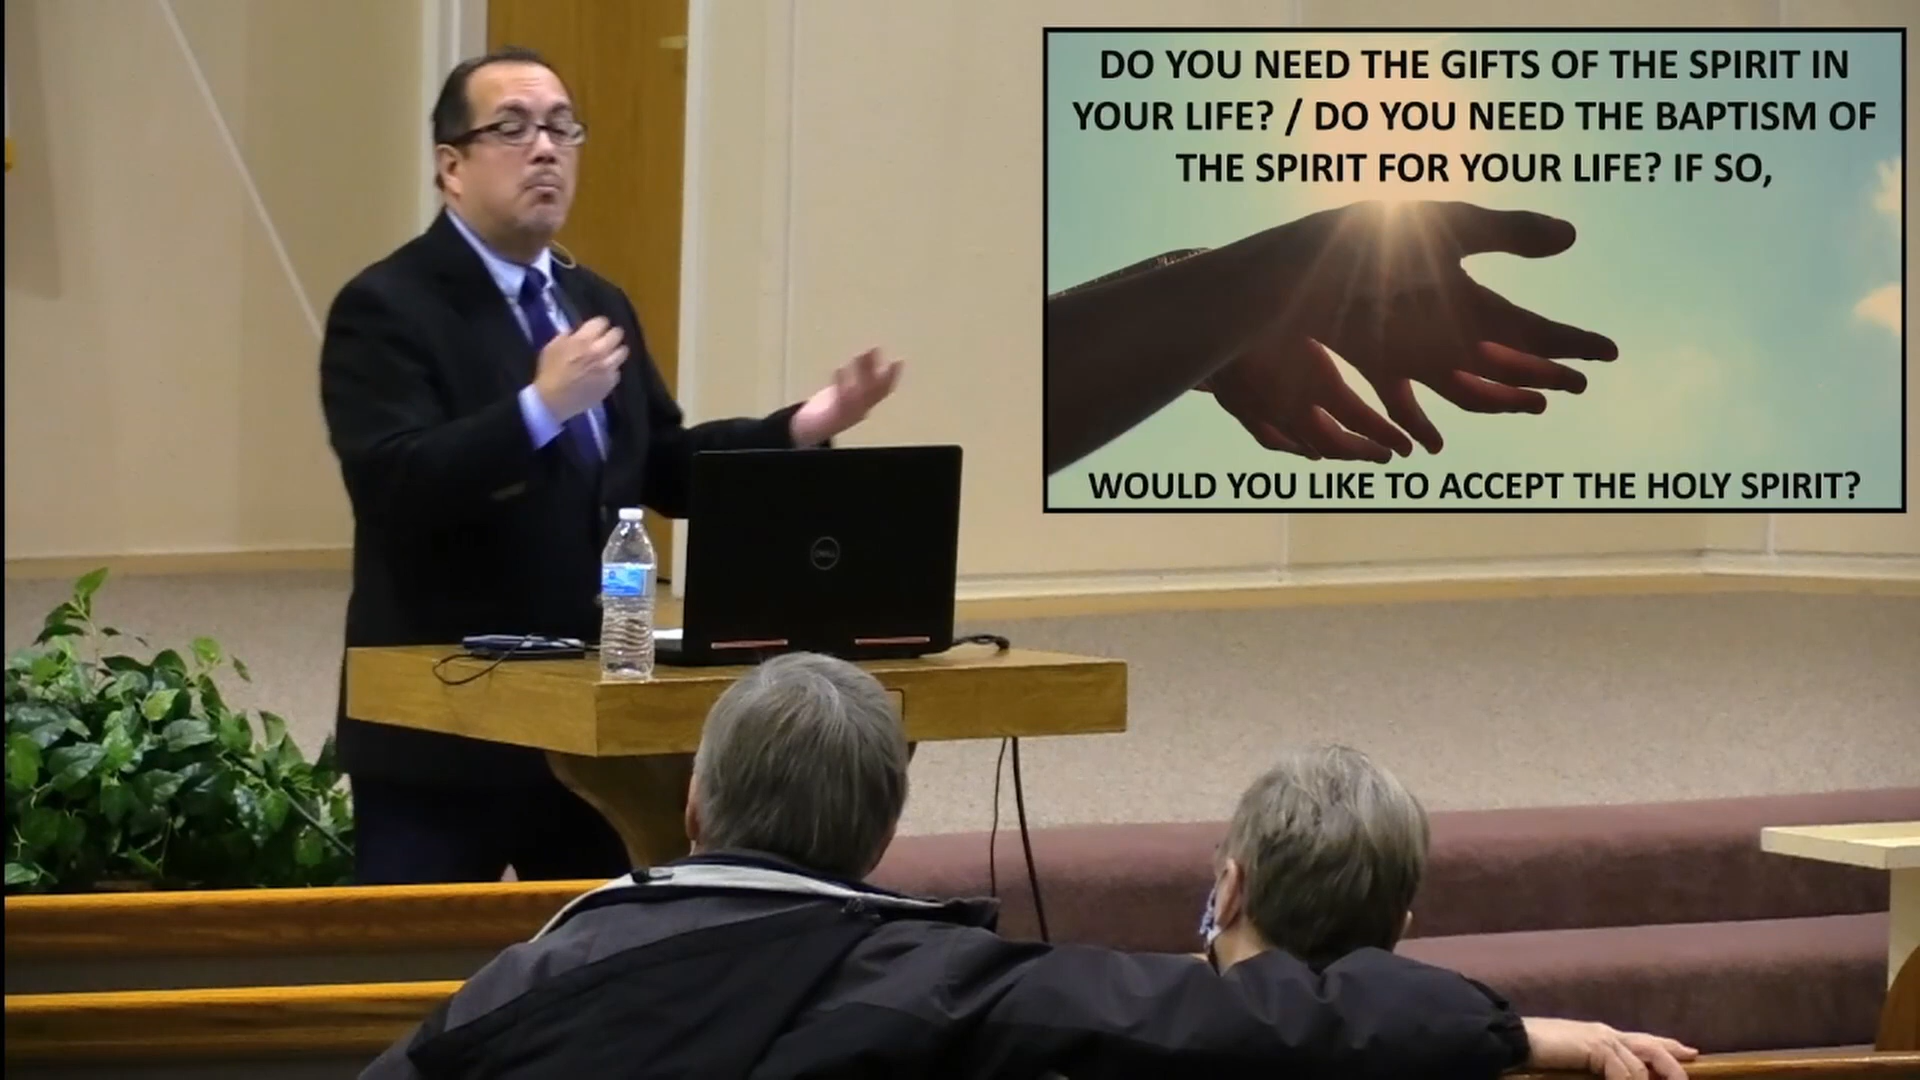 DO YOU NEED THE GIFTS OF THE SPIRIT IN
YOUR LIFE? / DO YOU NEED THE BAPTISM OF
THE SPIRIT FOR YOUR LIFE? IF SO,
WOULD YOU LIKE TO ACCEPT THE HOLY SPIRIT?
DELL